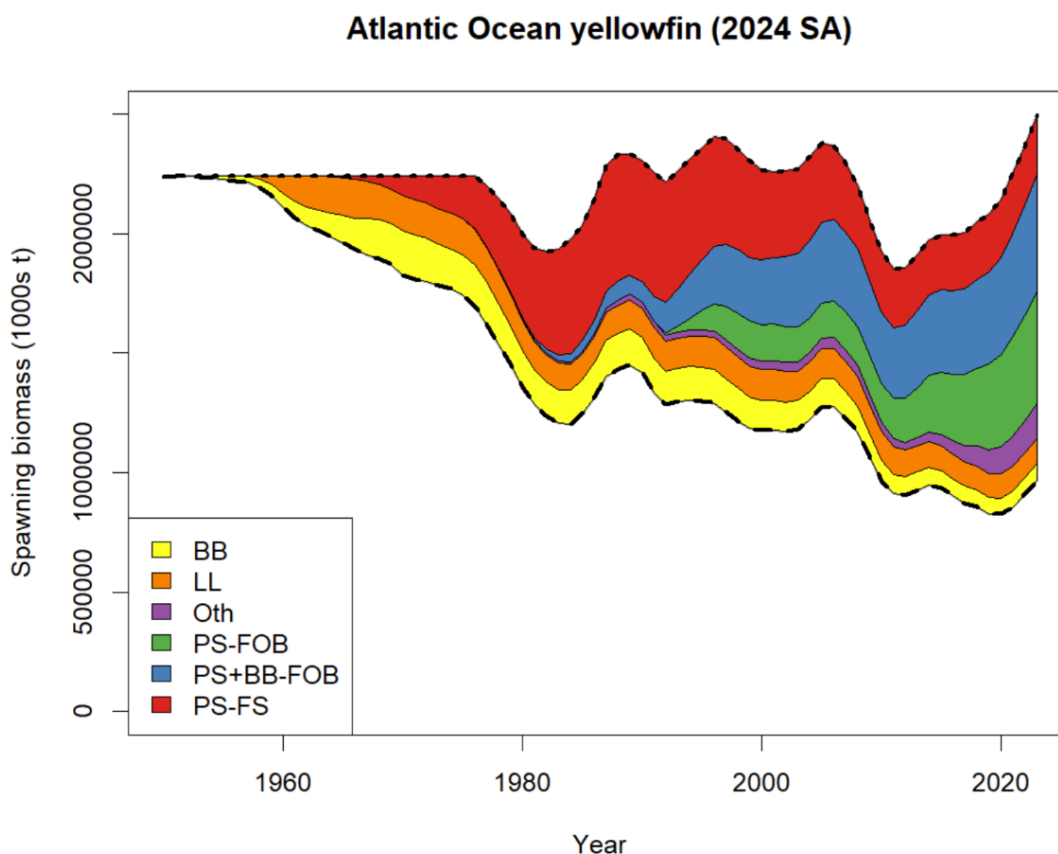 Atlantic Ocean yellowfin (2024 SA)
Spawning biomass (1000s t)
2000000
1000000
500000
0
BB
LL
Oth
PS-FOB
PS+BB-FOB
PS-FS
1960
1980
2000
2020
Year